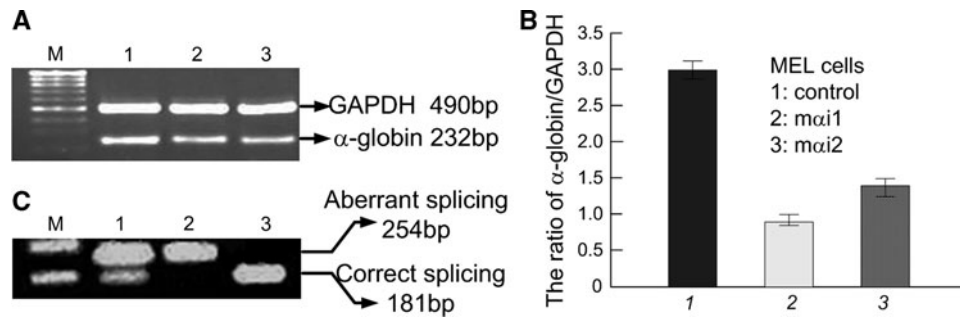 A
M 1 2 3
GAPDH 490bp
α-globin 232bp
C
M 1 2 3
Aberrant splicing
254bp
Correct splicing
181bp
B
The ratio of α-globin/GAPDH
3.5
3.0
2.5
2.0
1.5
1.0
0.5
0
MEL cells
1: control
2: mαi1
3: mαi2
1 2 3